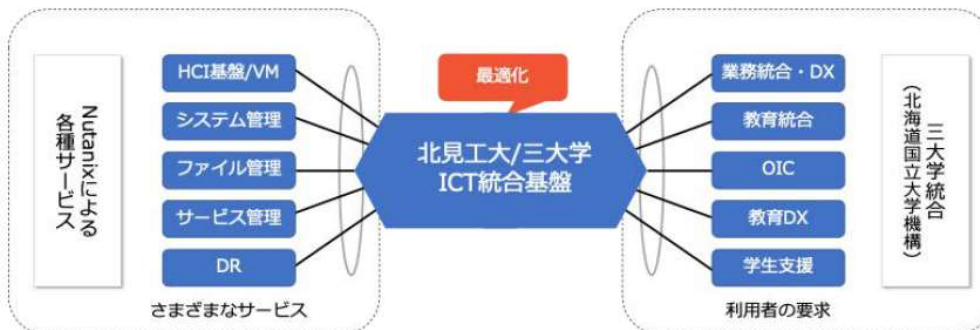 Nutanixによる
各種サービス
HCI基盤/VM
システム管理
ファイル管理
サービス管理
DR
さまざまなサービス
最適化
北見工大/三大学
ICT統合基盤
業務統合・DX
教育統合
OIC
教育DX
学生支援
利用者の要求
三大学統合
(北海道国立大学機構)